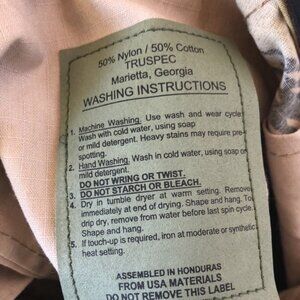 50% Nylon / 50% Cotton
TRUSPEC
Marietta, Georgia
WASHING INSTRUCTIONS
1. Machine Washing. Use wash and wear cycle.
Wash with cold water, using soap
or mild detergent. Heavy stains may require pre-
spotting.
2. Hand Washing. Wash in cold water, using soap or
mild detergent.
DO NOT WRING OR TWIST.
3. DO NOT STARCH OR BLEACH.
4. Dry in tumble dryer at warm setting. Remove
immediately at end of drying. Shape and hang. To
drip dry, remove from water before last spin cycle.
Shape and hang.
5. If touch-up is required, iron at moderate or synthetic
heat setting.
ASSEMBLED IN HONDURAS
FROM USA MATERIALS
DO NOT REMOVE THIS LABEL